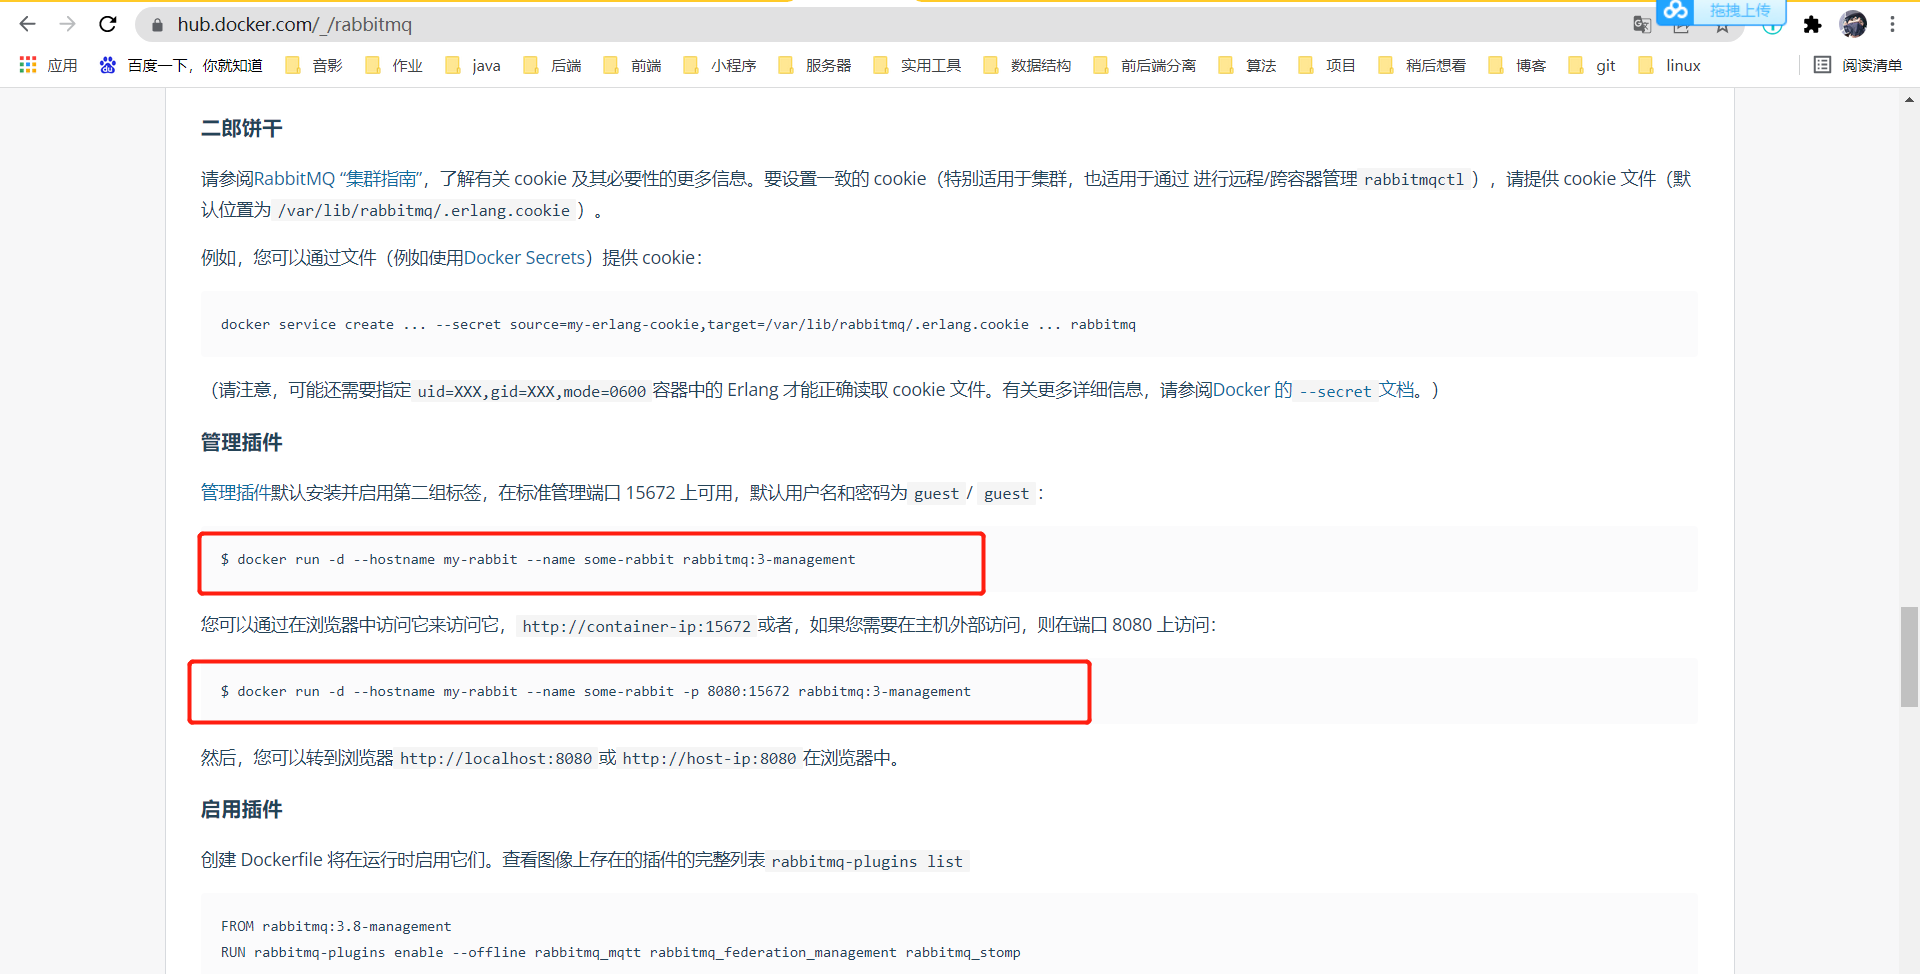 hub.docker.com/_/rabbitmq
拖拽上传
应用 百度一下，你就知道 音影 作业 java 后端 前端 小程序 服务器 实用工具 数据结构 前后端分离 算法 项目 稍后想看 博客 git linux 阅读清单
二郎饼干
请参阅RabbitMQ “集群指南”，了解有关 cookie 及其必要性的更多信息。要设置一致的 cookie（特别适用于集群，也适用于通过 进行远程/跨容器管理 rabbitmqctl ），请提供 cookie 文件（默
认位置为 /var/lib/rabbitmq/.erlang.cookie ）。
例如，您可以通过文件（例如使用Docker Secrets）提供 cookie：
docker service create ... --secret source=my-erlang-cookie,target=/var/lib/rabbitmq/.erlang.cookie ... rabbitmq
（请注意，可能还需要指定 uid=XXX,gid=XXX,mode=0600 容器中的 Erlang 才能正确读取 cookie 文件。有关更多详细信息，请参阅Docker 的 --secret 文档。）
管理插件
管理插件默认安装并启用第二组标签，在标准管理端口 15672 上可用，默认用户名和密码为 guest / guest ：
$ docker run -d --hostname my-rabbit --name some-rabbit rabbitmq:3-management
您可以通过在浏览器中访问它来访问它， http://container-ip:15672 或者，如果您需要在主机外部访问，则在端口 8080 上访问：
$ docker run -d --hostname my-rabbit --name some-rabbit -p 8080:15672 rabbitmq:3-management
然后，您可以转到浏览器 http://localhost:8080 或 http://host-ip:8080 在浏览器中。
启用插件
创建 Dockerfile 将在运行时启用它们。查看图像上存在的插件的完整列表 rabbitmq-plugins list
FROM rabbitmq:3.8-management
RUN rabbitmq-plugins enable --offline rabbitmq_mqtt rabbitmq_federation_management rabbitmq_stomp